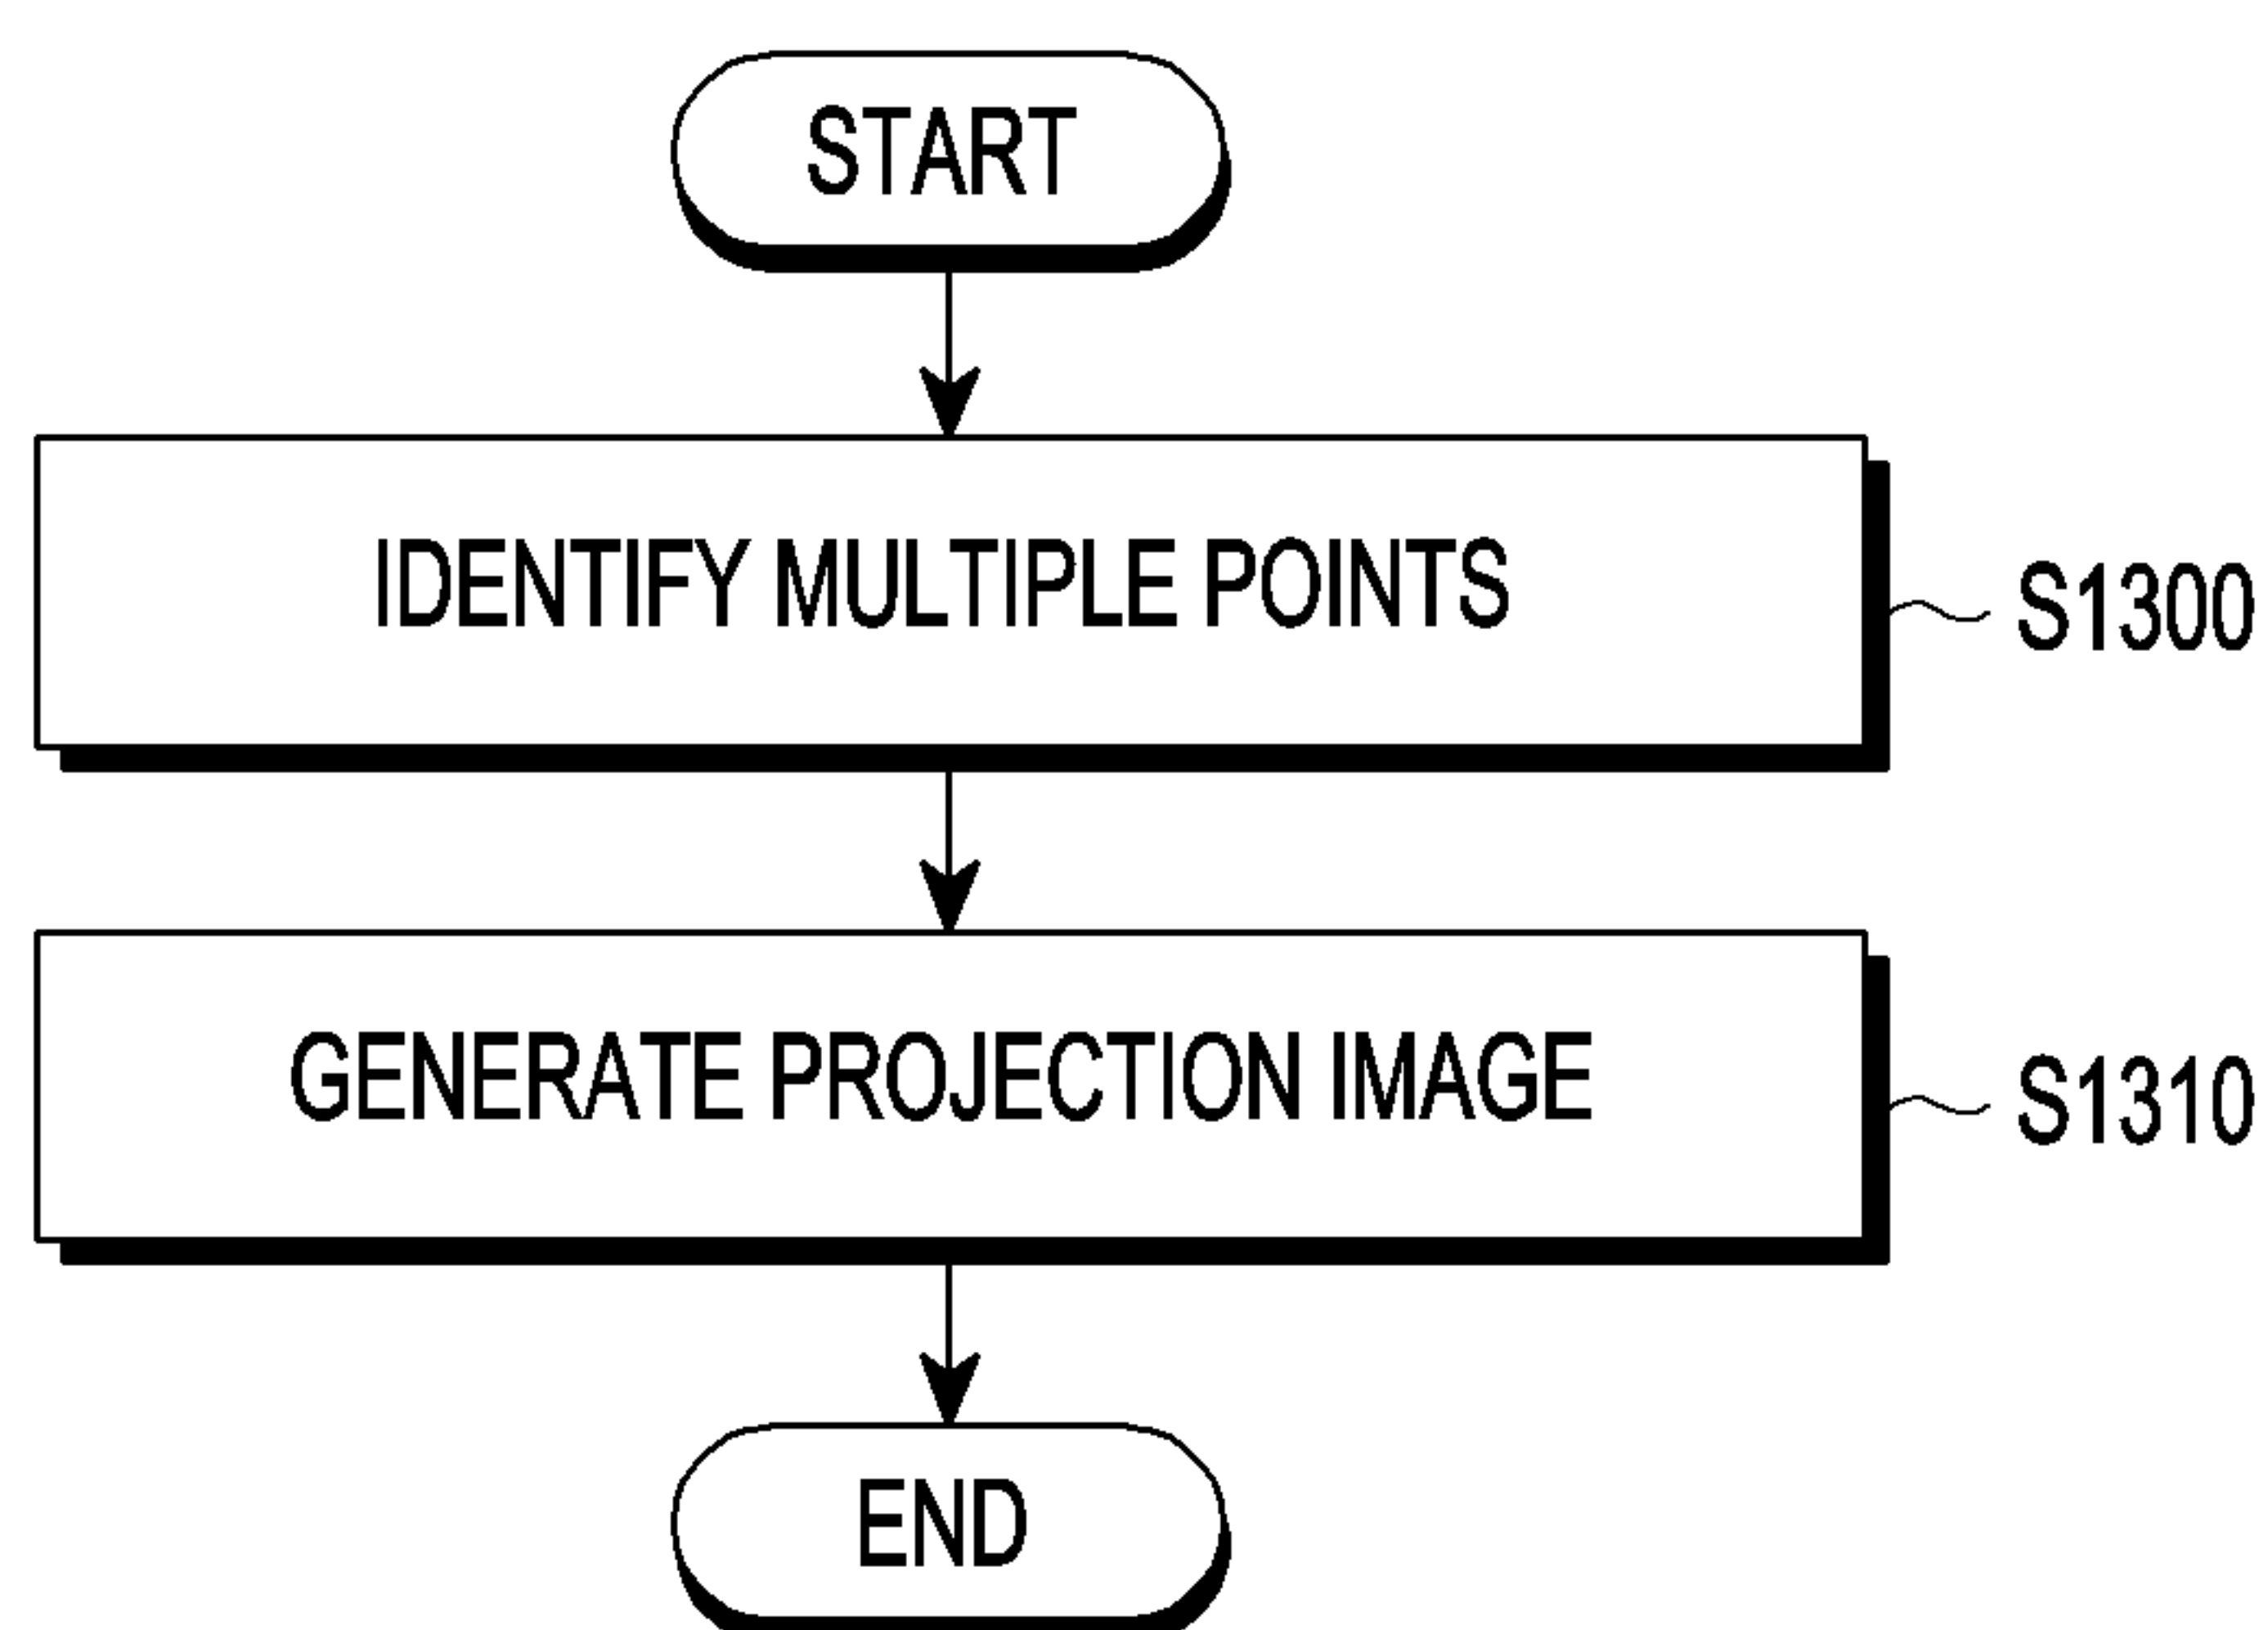 START
IDENTIFY MULTIPLE POINTS
S1300
GENERATE PROJECTION IMAGE
S1310
END